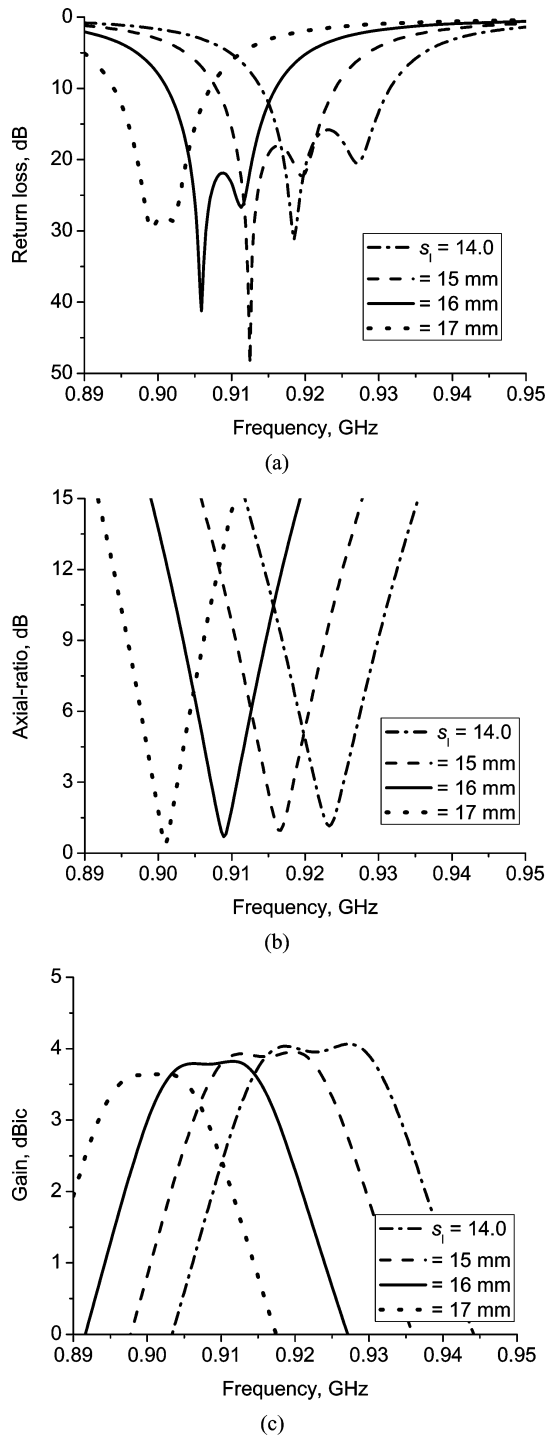 0
10
20
30
40
50
Return loss, dB
s_l = 14.0
= 15 mm
= 16 mm
= 17 mm
0.89 0.90 0.91 0.92 0.93 0.94 0.95
Frequency, GHz
(a)
15
12
9
6
3
0
Axial-ratio, dB
s_l = 14.0
= 15 mm
= 16 mm
= 17 mm
0.89 0.90 0.91 0.92 0.93 0.94 0.95
Frequency, GHz
(b)
5
4
3
2
1
0
Gain, dBic
s_l = 14.0
= 15 mm
= 16 mm
= 17 mm
0.89 0.90 0.91 0.92 0.93 0.94 0.95
Frequency, GHz
(c)